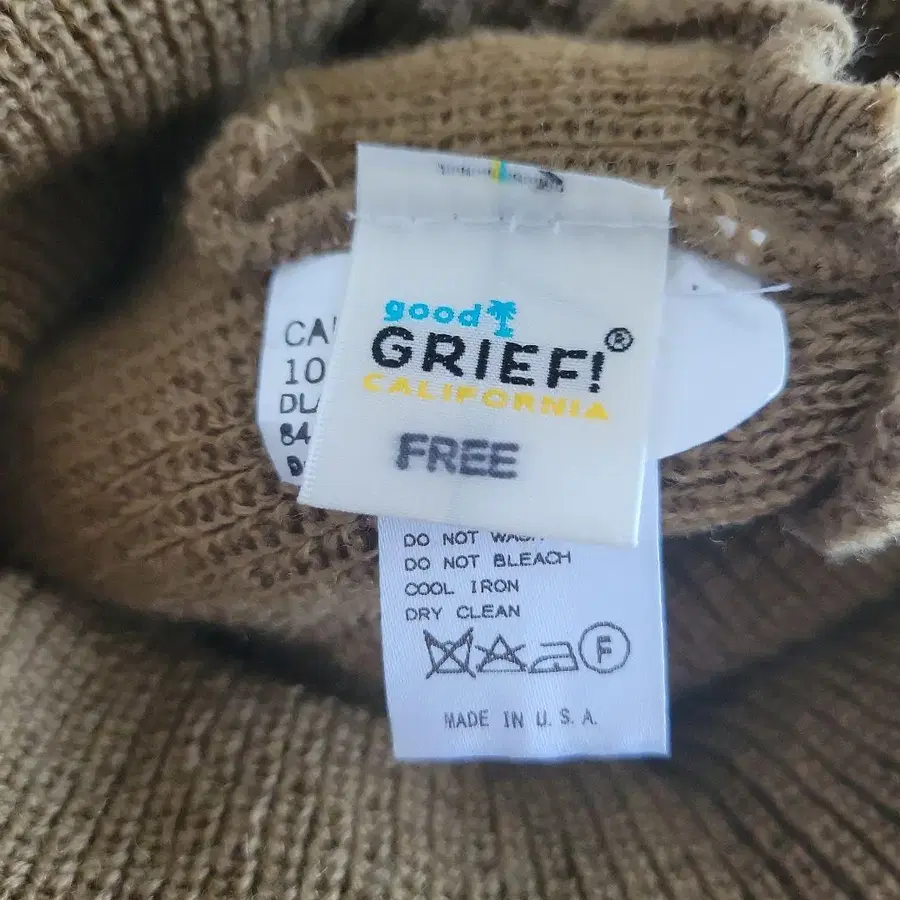 good
GRIEF!®
CALIFORNIA
FREE
CA
10
DL
84
DO NOT
DO NOT BLEACH
COOL IRON
DRY CLEAN
F
MADE IN U.S.A.